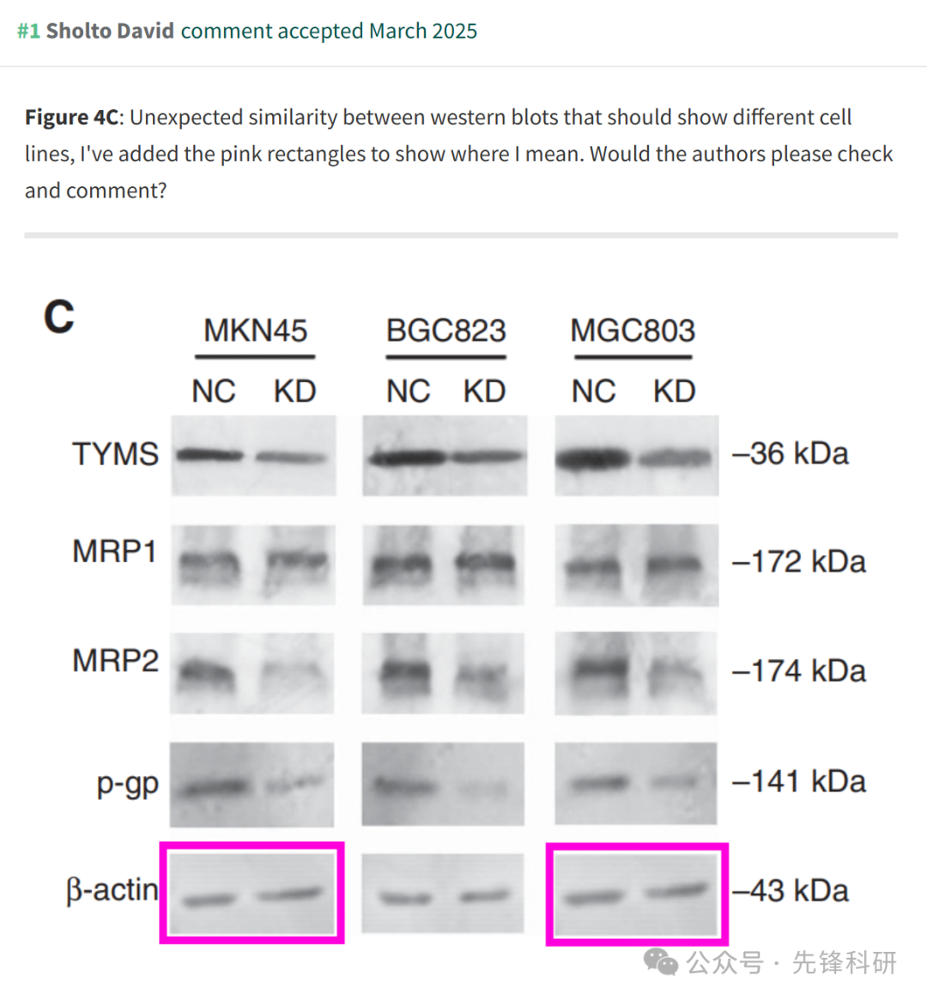 #1 Sholto David comment accepted March 2025
Figure 4C: Unexpected similarity between western blots that should show different cell
lines, I've added the pink rectangles to show where I mean. Would the authors please check
and comment?
C
MKN45 BGC823 MGC803
NC KD NC KD NC KD
TYMS –36 kDa
MRP1 –172 kDa
MRP2 –174 kDa
p-gp –141 kDa
β-actin –43 kDa
公众号 · 先锋科研